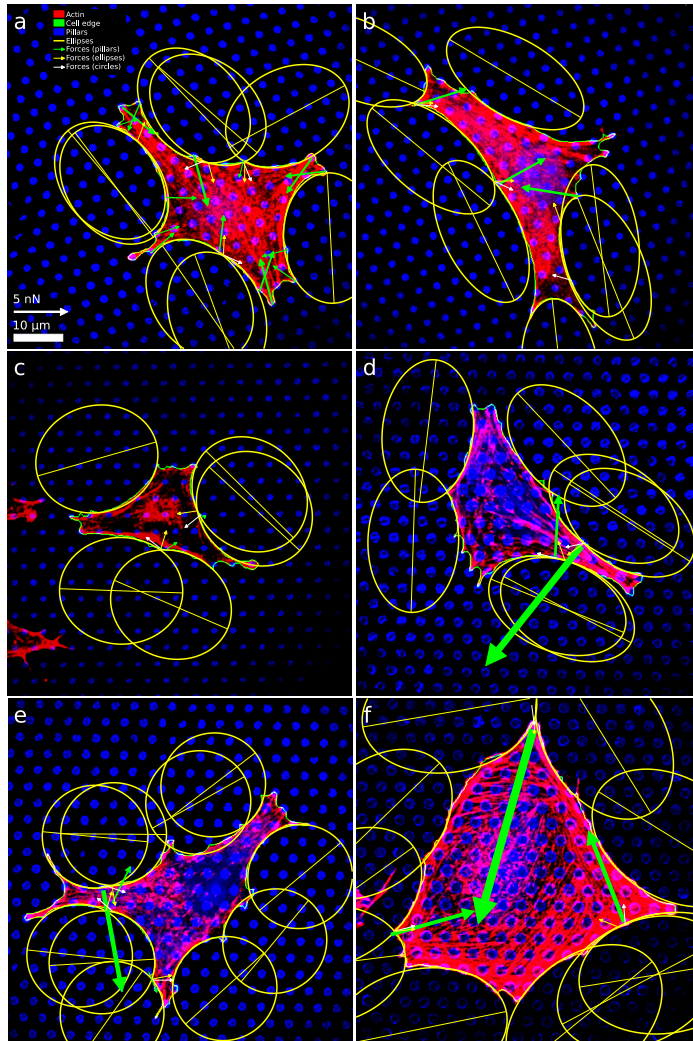 a
Actin
Cell edge
Pillars
Ellipses
Forces (pillars)
Forces (ellipses)
Forces (circles)
5 nN
10 µm
b
c
d
e
f